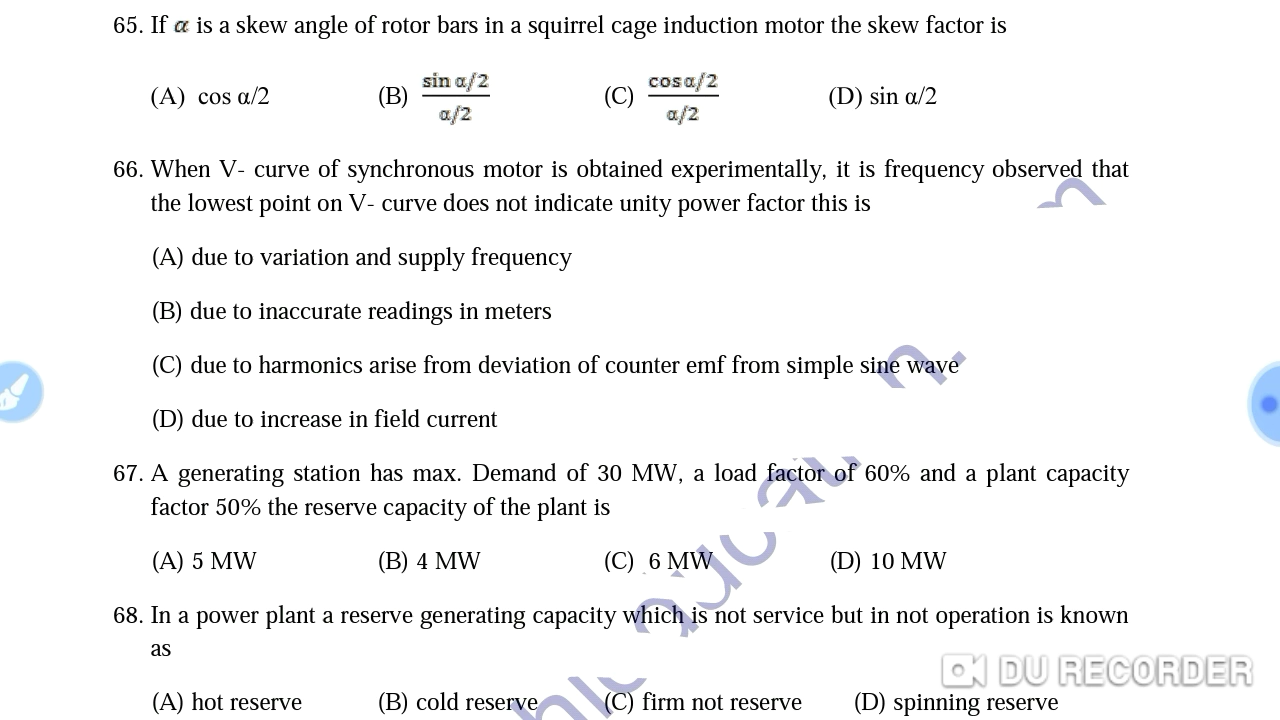 65. If α is a skew angle of rotor bars in a squirrel cage induction motor the skew factor is
(A) cos α/2 (B) sin α/2 / α/2 (C) cosα/2 / α/2 (D) sin α/2
66. When V- curve of synchronous motor is obtained experimentally, it is frequency observed that
the lowest point on V- curve does not indicate unity power factor this is
(A) due to variation and supply frequency
(B) due to inaccurate readings in meters
(C) due to harmonics arise from deviation of counter emf from simple sine wave
(D) due to increase in field current
67. A generating station has max. Demand of 30 MW, a load factor of 60% and a plant capacity
factor 50% the reserve capacity of the plant is
(A) 5 MW (B) 4 MW (C) 6 MW (D) 10 MW
68. In a power plant a reserve generating capacity which is not service but in not operation is known
as
DU RECORDER
(A) hot reserve (B) cold reserve (C) firm not reserve (D) spinning reserve